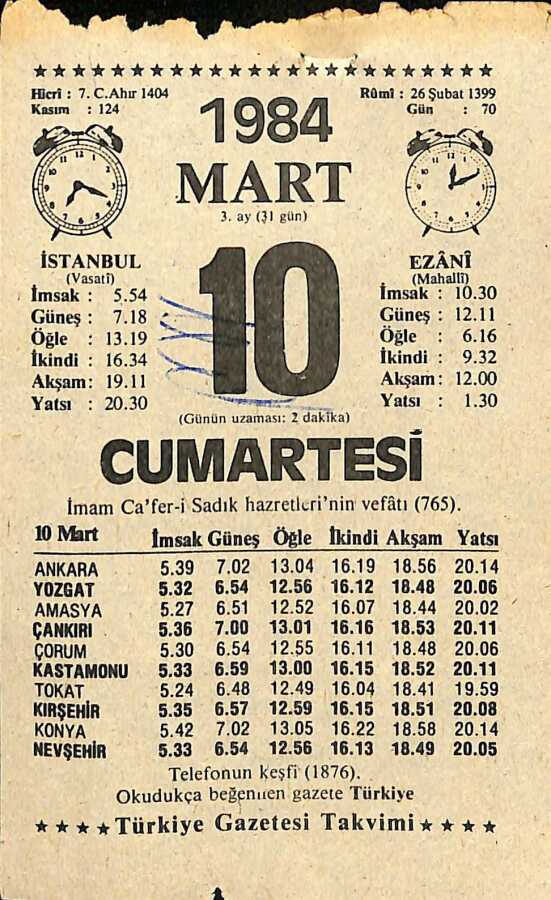 Hicrî : 7. C.Ahır 1404
Kasım : 124
Rûmî : 26 Şubat 1399
Gün : 70
1984
MART
3. ay (31 gün)
10
İSTANBUL
(Vasatî)
İmsak : 5.54
Güneş : 7.18
Öğle : 13.19
İkindi : 16.34
Akşam: 19.11
Yatsı : 20.30
EZÂNÎ
(Mahallî)
İmsak : 10.30
Güneş : 12.11
Öğle : 6.16
İkindi : 9.32
Akşam: 12.00
Yatsı : 1.30
(Günün uzaması: 2 dakika)
CUMARTESİ
İmam Ca'fer-i Sadık hazretleri'nin vefâtı (765).
10 Mart İmsak Güneş Öğle İkindi Akşam Yatsı
ANKARA 5.39 7.02 13.04 16.19 18.56 20.14
YOZGAT 5.32 6.54 12.56 16.12 18.48 20.06
AMASYA 5.27 6.51 12.52 16.07 18.44 20.02
ÇANKIRI 5.36 7.00 13.01 16.16 18.53 20.11
ÇORUM 5.30 6.54 12.55 16.11 18.48 20.06
KASTAMONU 5.33 6.59 13.00 16.15 18.52 20.11
TOKAT 5.24 6.48 12.49 16.04 18.41 19.59
KIRŞEHİR 5.35 6.57 12.59 16.15 18.51 20.08
KONYA 5.42 7.02 13.05 16.22 18.58 20.14
NEVŞEHİR 5.33 6.54 12.56 16.13 18.49 20.05
Telefonun keşfi (1876).
Okudukça beğenilen gazete Türkiye
★ ★ ★ ★ Türkiye Gazetesi Takvimi ★ ★ ★ ★